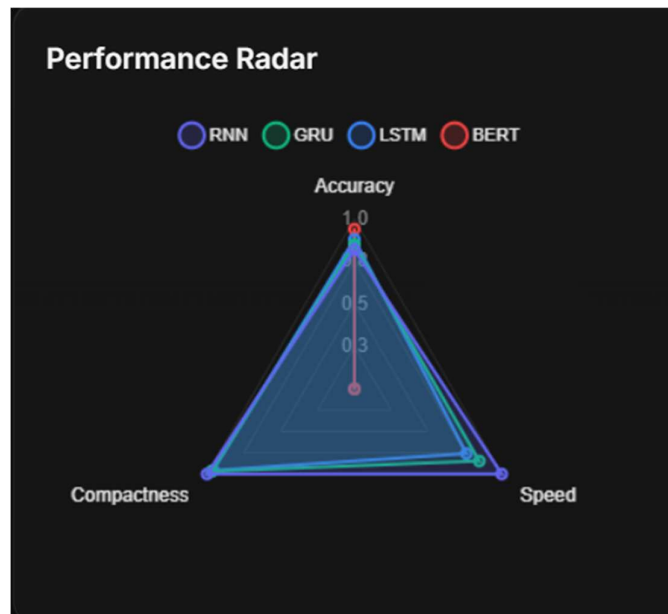 Performance Radar
RNN GRU LSTM BERT
Accuracy
1.0
0.5
0.3
Compactness Speed